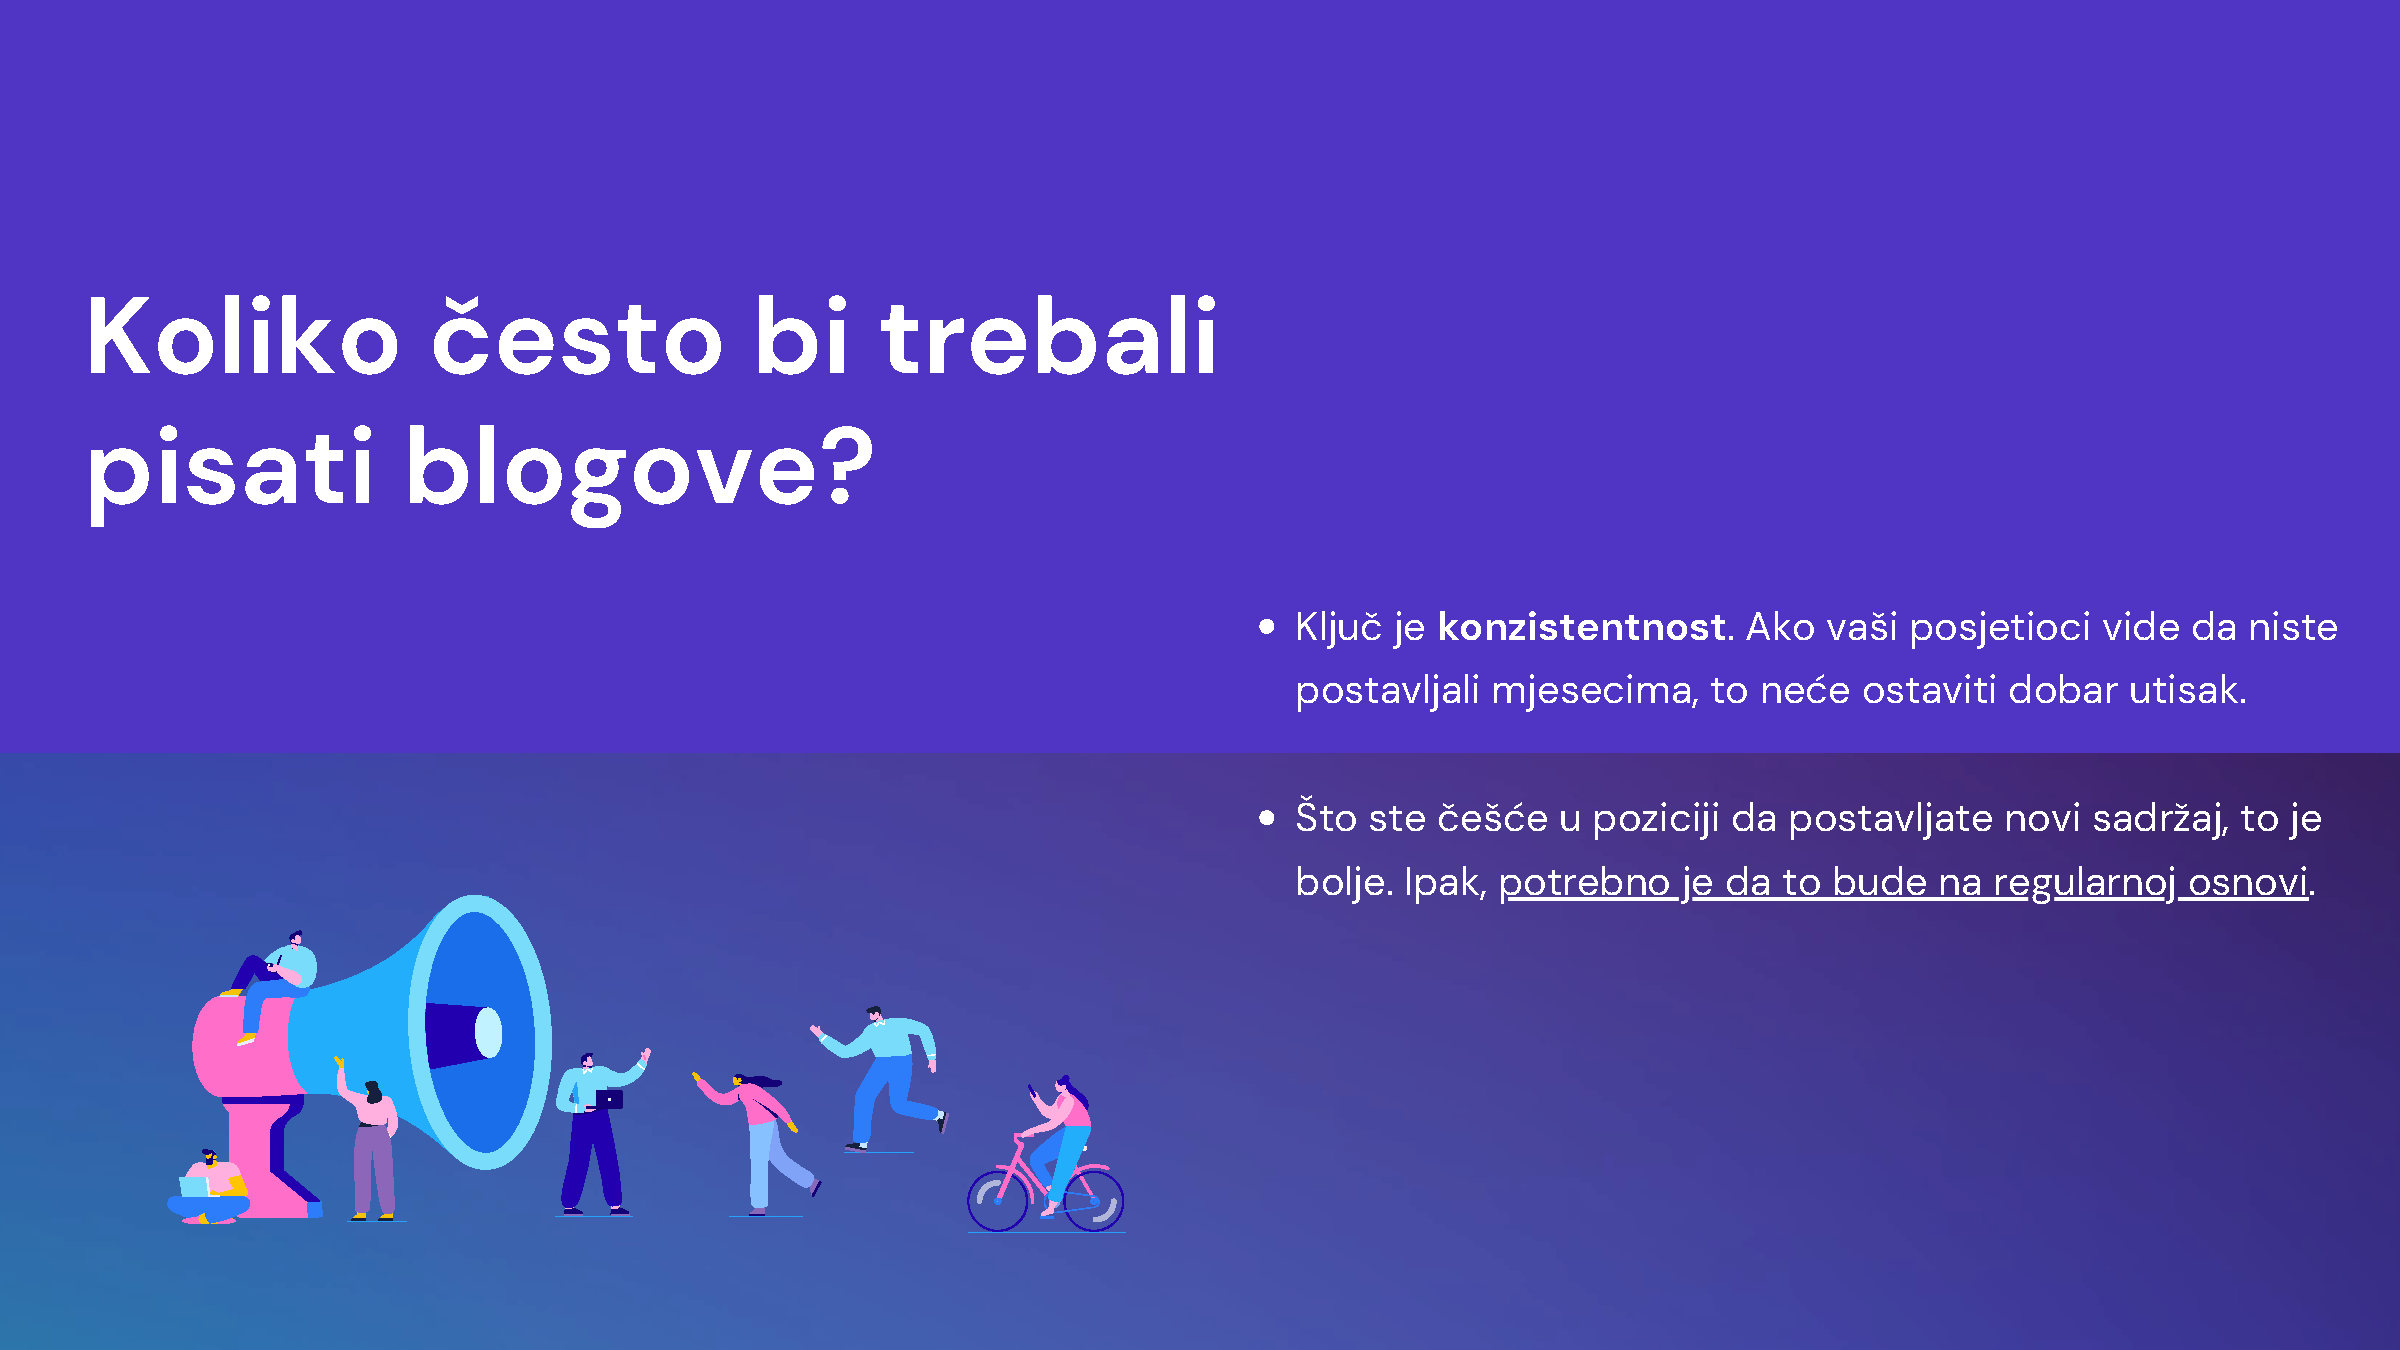 Koliko često bi trebali
pisati blogove?
• Ključ je konzistentnost. Ako vaši posjetioci vide da niste
postavljali mjesecima, to neće ostaviti dobar utisak.
• Što ste češće u poziciji da postavljate novi sadržaj, to je
bolje. Ipak, potrebno je da to bude na regularnoj osnovi.